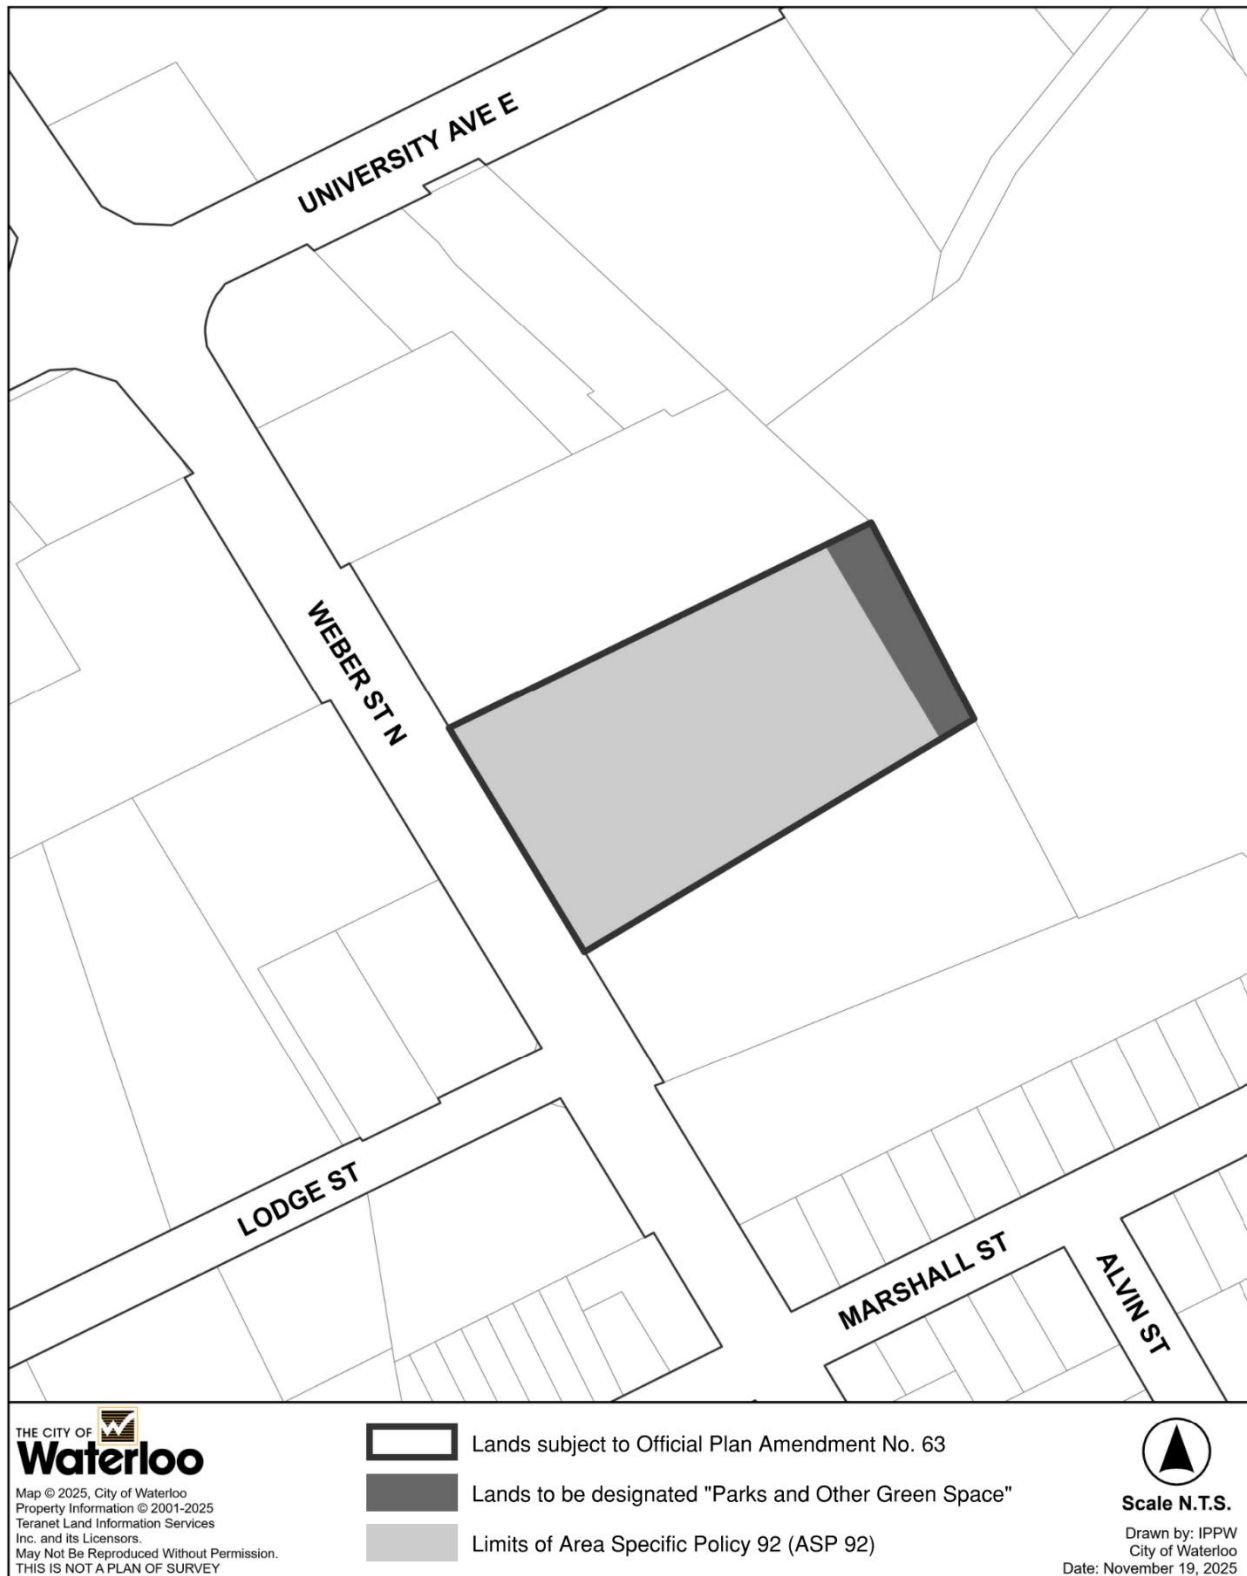 UNIVERSITY AVE E
WEBER ST N
LODGE ST
MARSHALL ST
ALVIN ST
THE CITY OF
Waterloo
Map © 2025, City of Waterloo
Property Information © 2001-2025
Teranet Land Information Services
Inc. and its Licensors.
May Not Be Reproduced Without Permission.
THIS IS NOT A PLAN OF SURVEY
Lands subject to Official Plan Amendment No. 63
Lands to be designated "Parks and Other Green Space"
Limits of Area Specific Policy 92 (ASP 92)
Scale N.T.S.
Drawn by: IPPW
City of Waterloo
Date: November 19, 2025